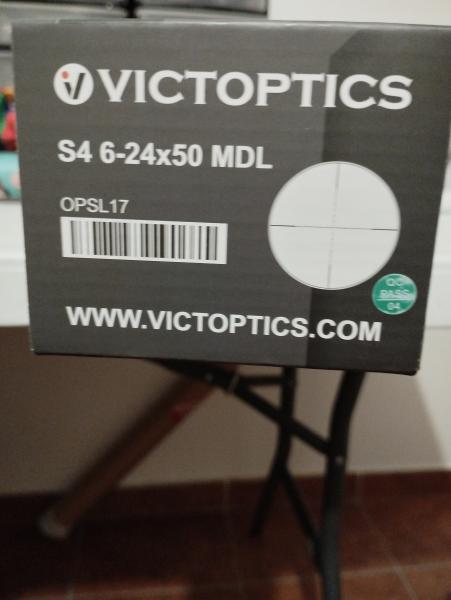 VICTOPTICS
S4 6-24x50 MDL
OPSL17
WWW.VICTOPTICS.COM
QC
PASS
04